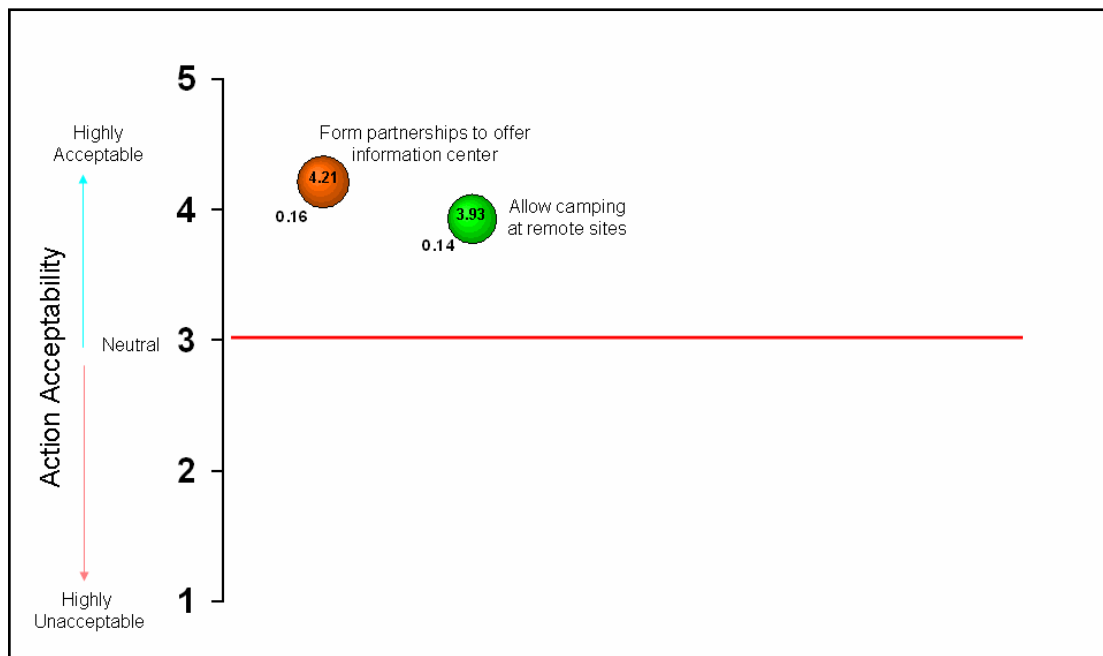 5
Highly
Acceptable
Form partnerships to offer
information center
4.21
0.16
4
3.93
0.14
Allow camping
at remote sites
Action Acceptability
Neutral
3
2
Highly
Unacceptable
1